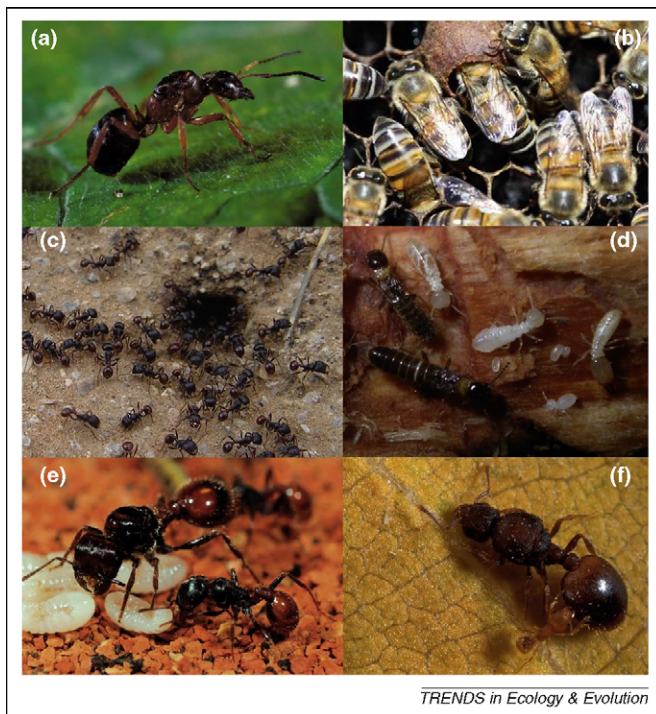 (a)
(b)
(c)
(d)
(e)
(f)
TRENDS in Ecology & Evolution